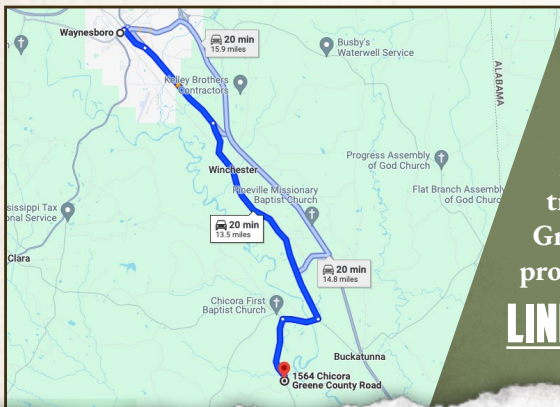 Waynesboro
20 min
15.9 miles
Busby's
Waterwell Service
ALABAMA
Kelley Brothers
Contractors
Progress Assembly
of God Church
Winchester
Pineville Missionary
Baptist Church
Flat Branch Assembly
of God Church
sissippi Tax
onal Service
20 min
13.5 miles
Clara
20 min
14.8 miles
Chicora First
Baptist Church
Buckatunna
1564 Chicora
Greene County Road
tr
Gr
pro
LIN